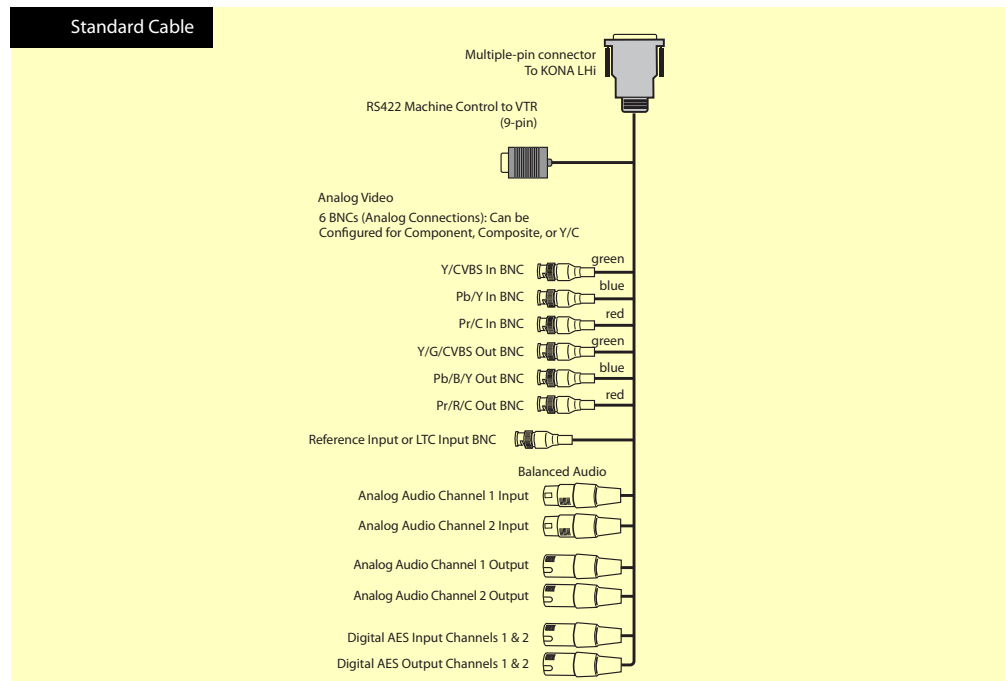 Standard Cable
Multiple-pin connector
To KONA LHi
RS422 Machine Control to VTR
(9-pin)
Analog Video
6 BNCs (Analog Connections): Can be
Configured for Component, Composite, or Y/C
green
Y/CVBS In BNC
blue
Pb/Y In BNC
red
Pr/C In BNC
green
Y/G/CVBS Out BNC
blue
Pb/B/Y Out BNC
red
Pr/R/C Out BNC
Reference Input or LTC Input BNC
Balanced Audio
Analog Audio Channel 1 Input
Analog Audio Channel 2 Input
Analog Audio Channel 1 Output
Analog Audio Channel 2 Output
Digital AES Input Channels 1 & 2
Digital AES Output Channels 1 & 2